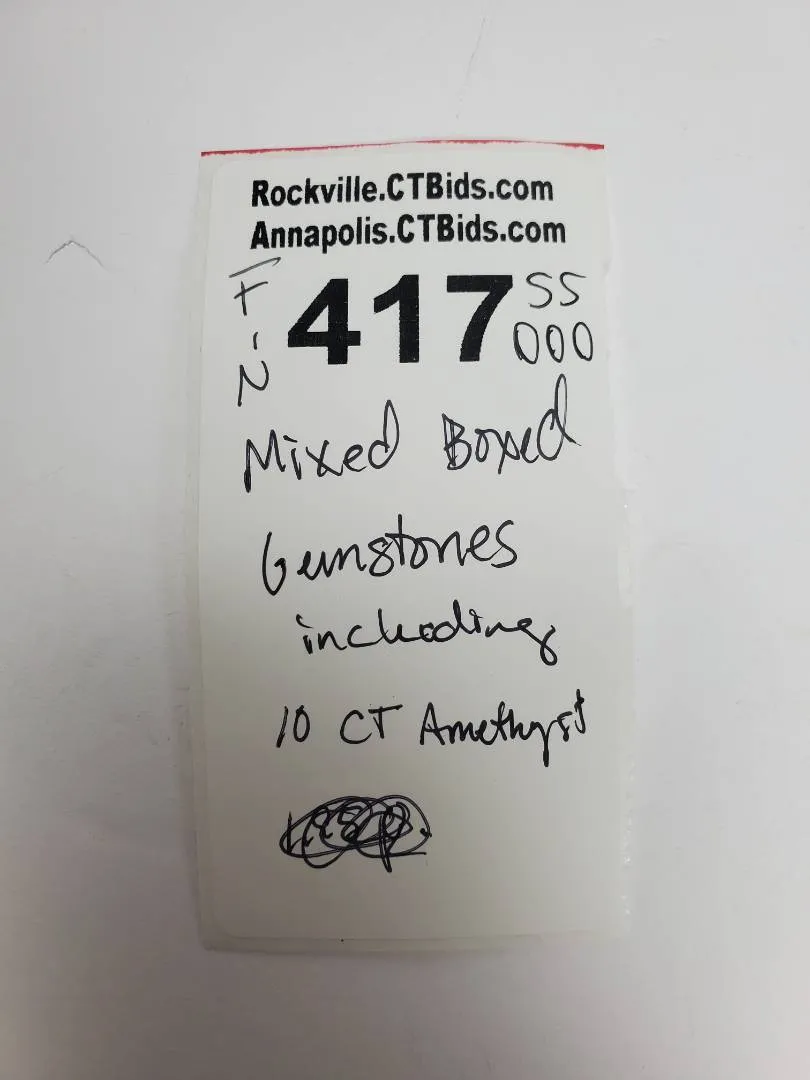 Rockville.CTBids.com
Annapolis.CTBids.com
417
SS
000
Mixed Boxed
Gemstones
including
10 CT Amethyst